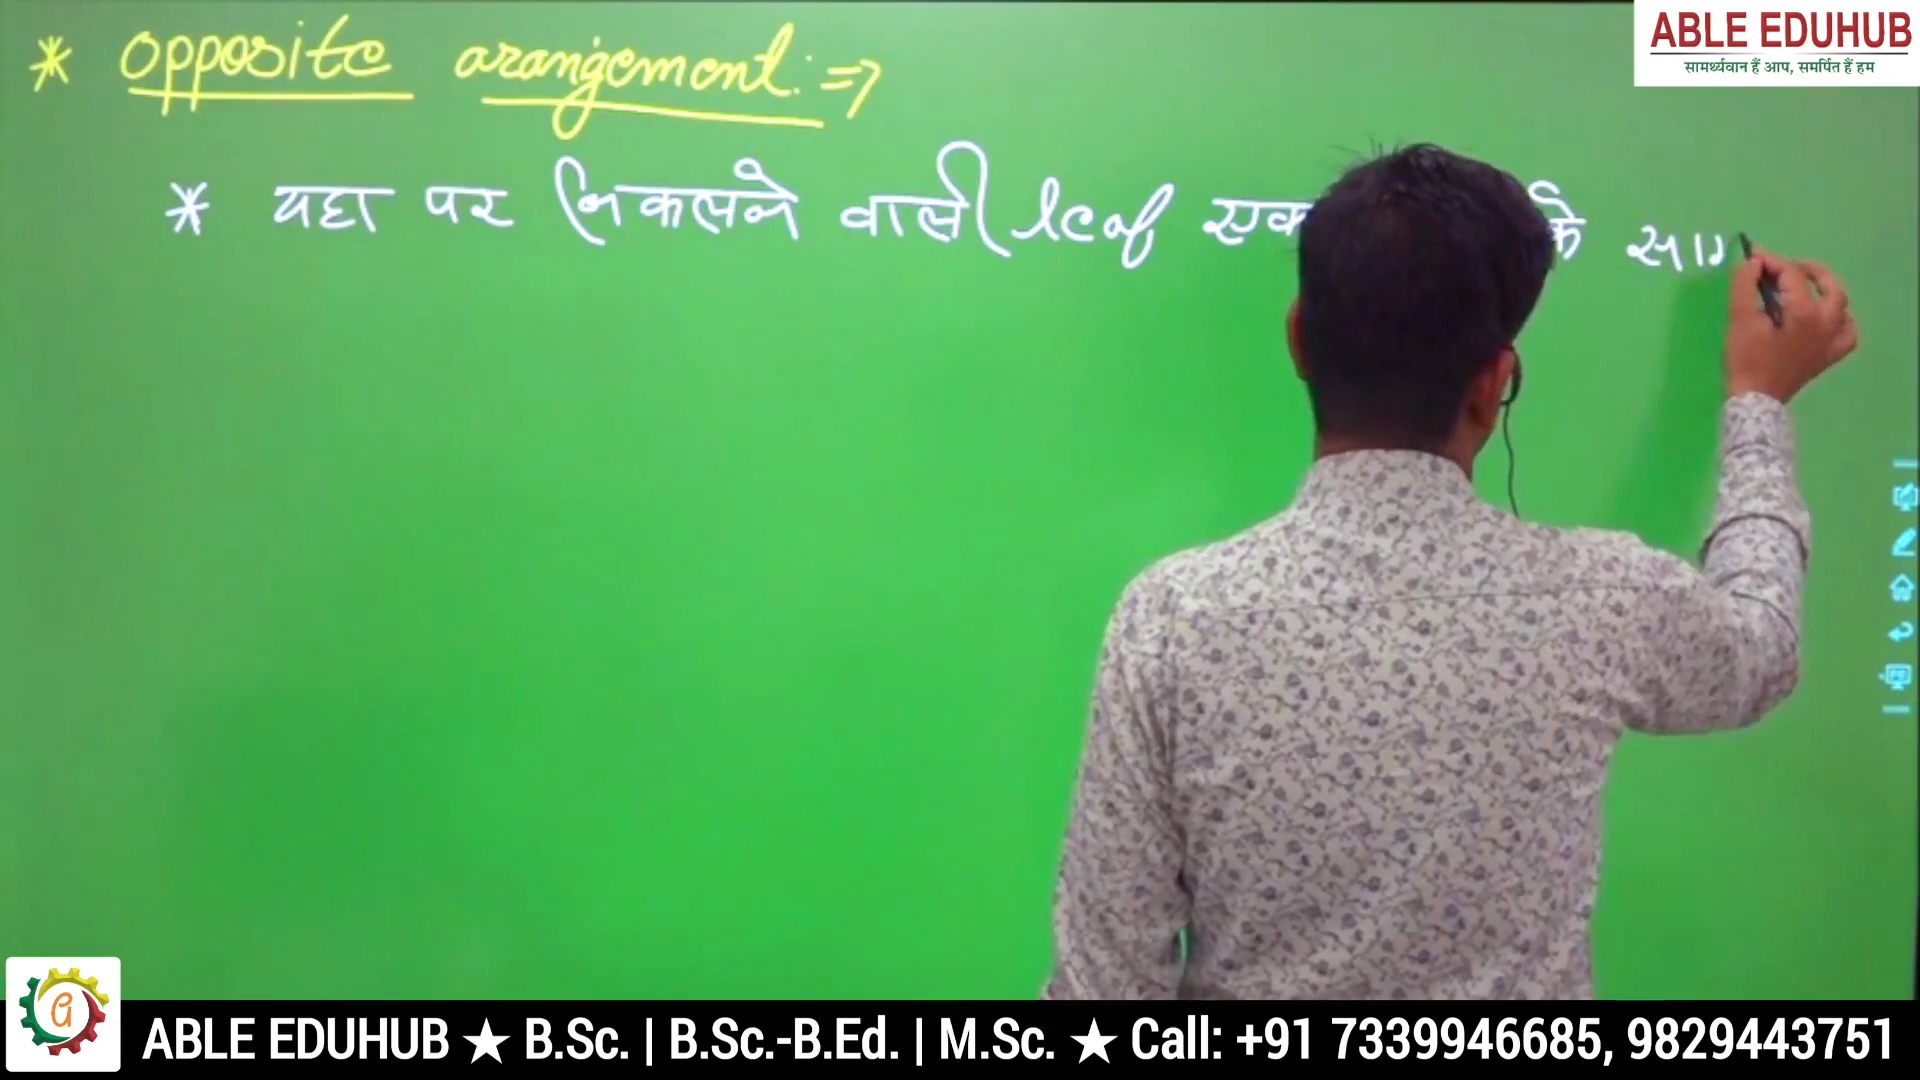 * opposite arangement :=>
ABLE EDUHUB
सामर्थ्यवान हैं आप, समर्पित हैं हम
* यहा पर निकलने वाली leaf एक के साम
ABLE EDUHUB ★ B.Sc. | B.Sc.-B.Ed. | M.Sc. ★ Call: +91 7339946685, 9829443751